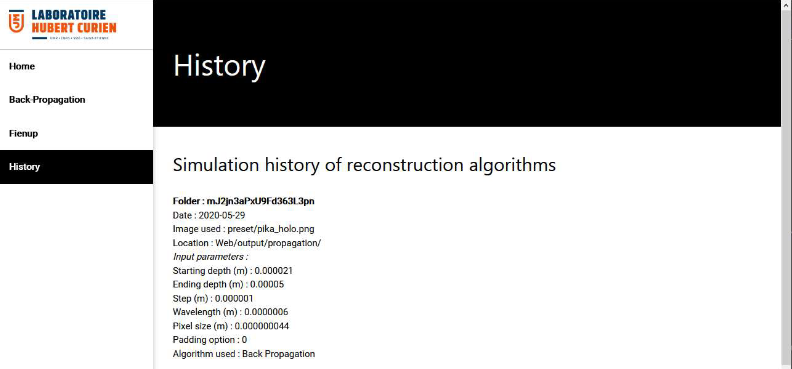 LABORATOIRE
HUBERT CURIEN
Home
Back-Propagation
Fienup
History
History
Simulation history of reconstruction algorithms
Folder : mJ2jn3aPxU9Fd363L3pn
Date : 2020-05-29
Image used : preset/pika_holo.png
Location : Web/output/propagation/
Input parameters :
Starting depth (m) : 0.000021
Ending depth (m) : 0.00005
Step (m) : 0.000001
Wavelength (m) : 0.0000006
Pixel size (m) : 0.000000044
Padding option : 0
Algorithm used : Back Propagation